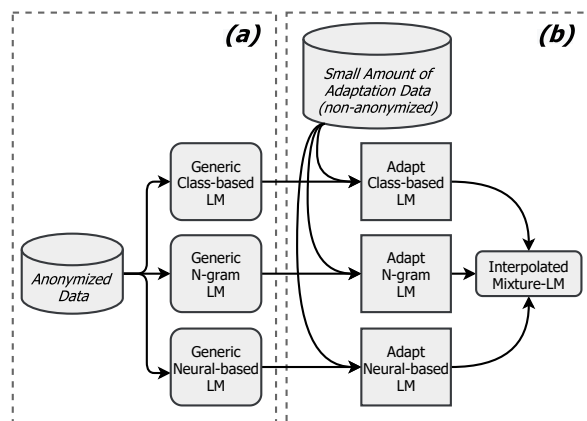 (a)
(b)
Small Amount of
Adaptation Data
(non-anonymized)
Generic
Class-based
LM
Adapt
Class-based
LM
Anonymized
Data
Generic
N-gram
LM
Adapt
N-gram
LM
Interpolated
Mixture-LM
Generic
Neural-based
LM
Adapt
Neural-based
LM